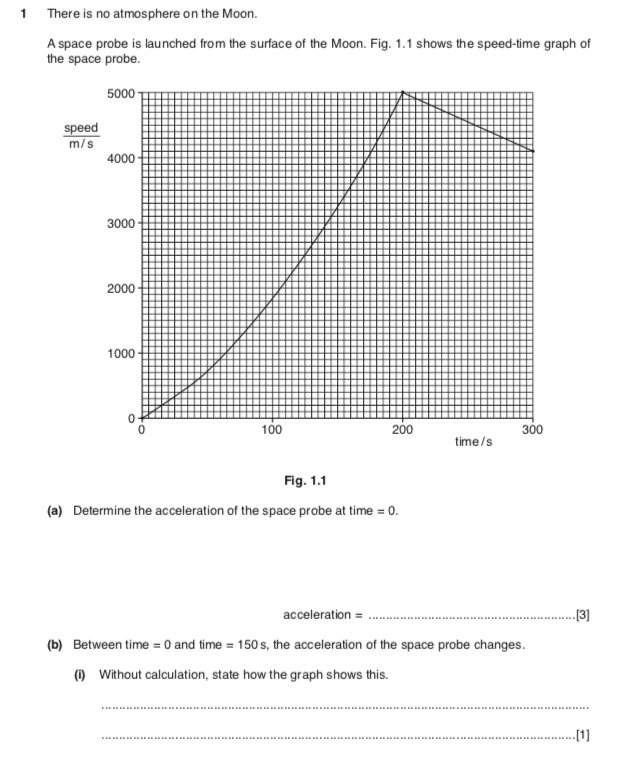 1 There is no atmosphere on the Moon.
A space probe is launched from the surface of the Moon. Fig. 1.1 shows the speed-time graph of
the space probe.
5000
speed
m/s
4000
3000
2000
1000
0
0 100 200 300
time/s
Fig. 1.1
(a) Determine the acceleration of the space probe at time = 0.
acceleration = ............................................................[3]
(b) Between time = 0 and time = 150 s, the acceleration of the space probe changes.
(i) Without calculation, state how the graph shows this.
..........................................................................................................................................
......................................................................................................................................[1]